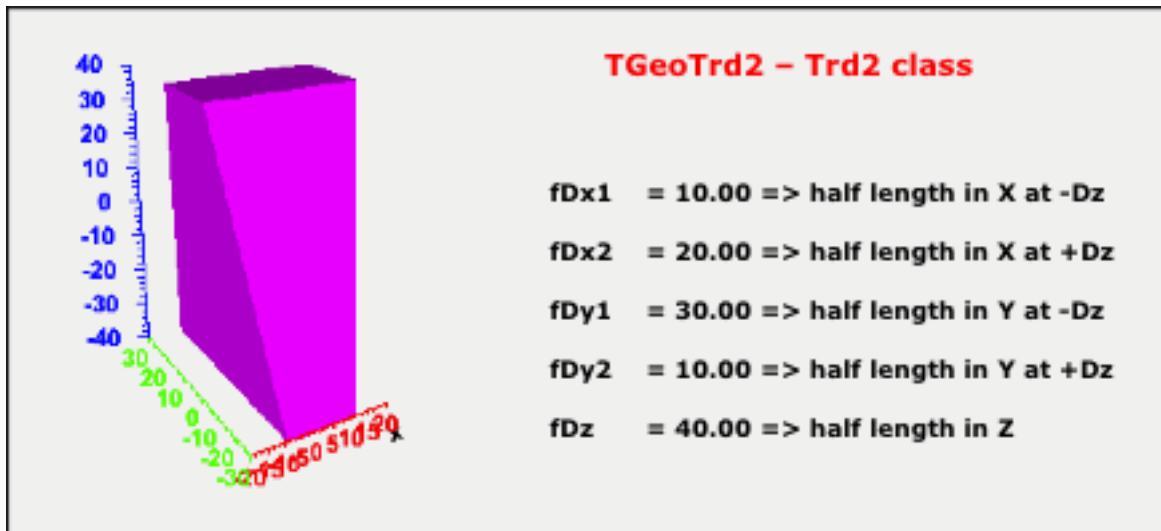 TGeoTrd2 – Trd2 class
40
30
20
10
0
-10
-20
-30
-40
30
20
10
0
-10
-20
-30
fDx1 = 10.00 => half length in X at -Dz
fDx2 = 20.00 => half length in X at +Dz
fDy1 = 30.00 => half length in Y at -Dz
fDy2 = 10.00 => half length in Y at +Dz
fDz = 40.00 => half length in Z